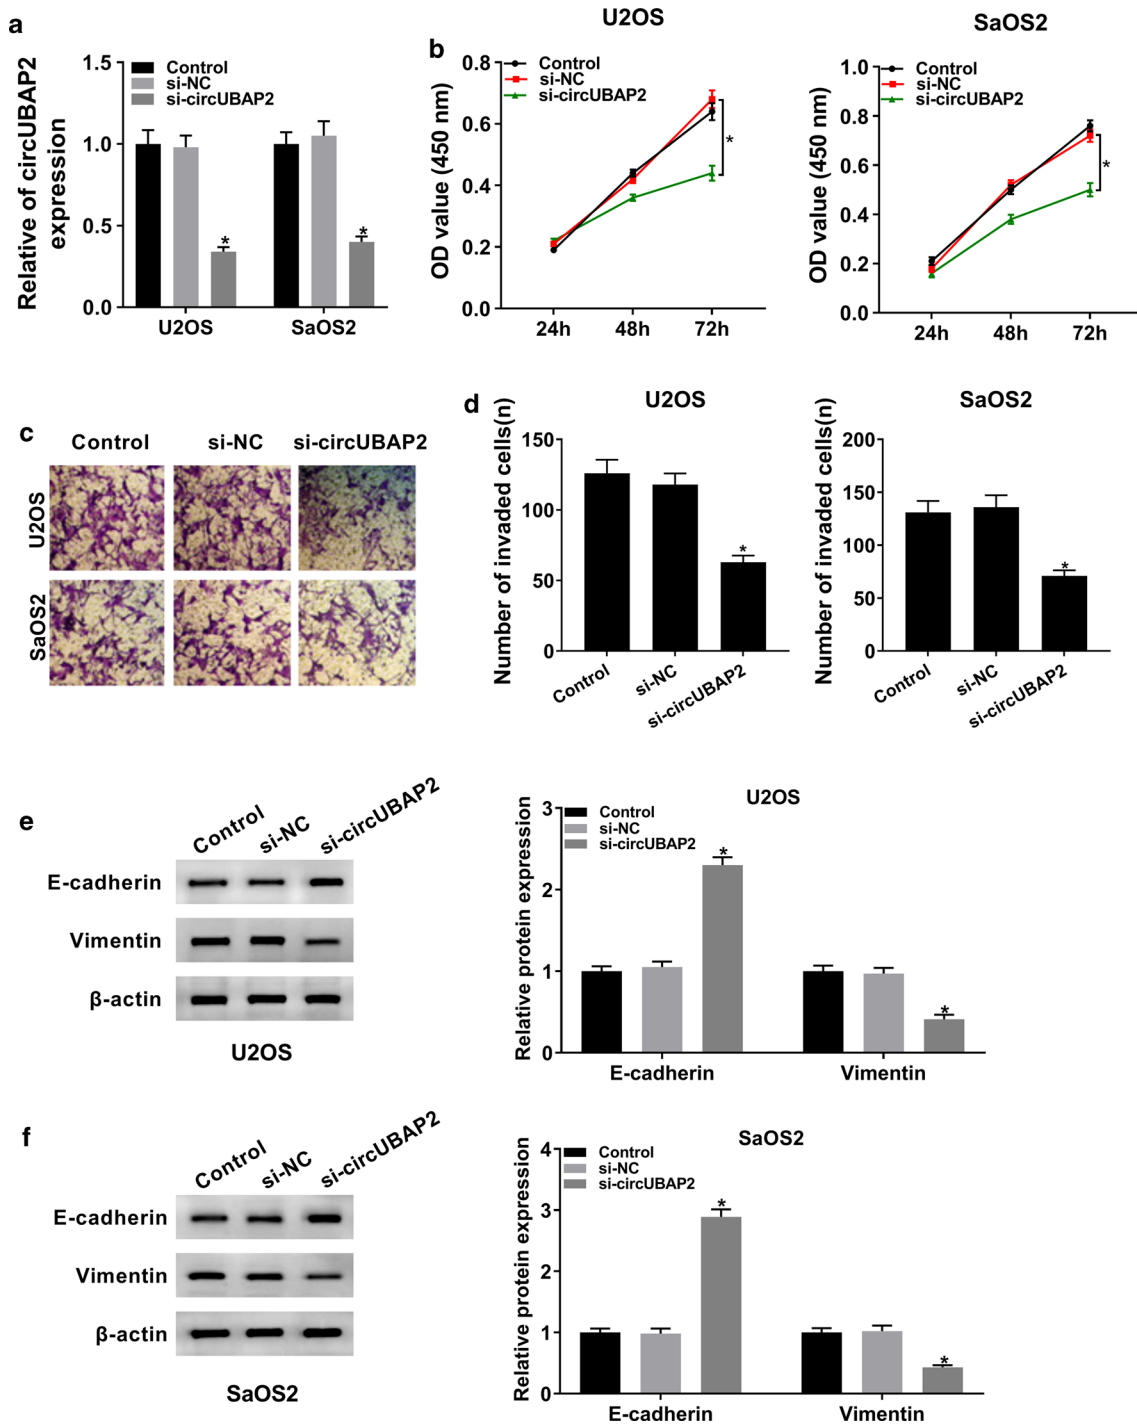 a
Relative of circUBAP2
expression
1.5
1.0
0.5
0.0
Control
si-NC
si-circUBAP2
*
*
U2OS
SaOS2
b
U2OS
OD value (450 nm)
0.8
0.6
0.4
0.2
0.0
Control
si-NC
si-circUBAP2
*
24h
48h
72h
SaOS2
OD value (450 nm)
1.0
0.8
0.6
0.4
0.2
0.0
Control
si-NC
si-circUBAP2
*
24h
48h
72h
c
Control
si-NC
si-circUBAP2
U2OS
SaOS2
d
U2OS
Number of invaded cells(n)
150
100
50
0
*
Control
si-NC
si-circUBAP2
SaOS2
Number of invaded cells(n)
200
150
100
50
0
*
Control
si-NC
si-circUBAP2
e
Control
si-NC
si-circUBAP2
E-cadherin
Vimentin
β-actin
U2OS
U2OS
Relative protein expression
3
2
1
0
Control
si-NC
si-circUBAP2
*
*
E-cadherin
Vimentin
f
Control
si-NC
si-circUBAP2
E-cadherin
Vimentin
β-actin
SaOS2
SaOS2
Relative protein expression
4
3
2
1
0
Control
si-NC
si-circUBAP2
*
*
E-cadherin
Vimentin